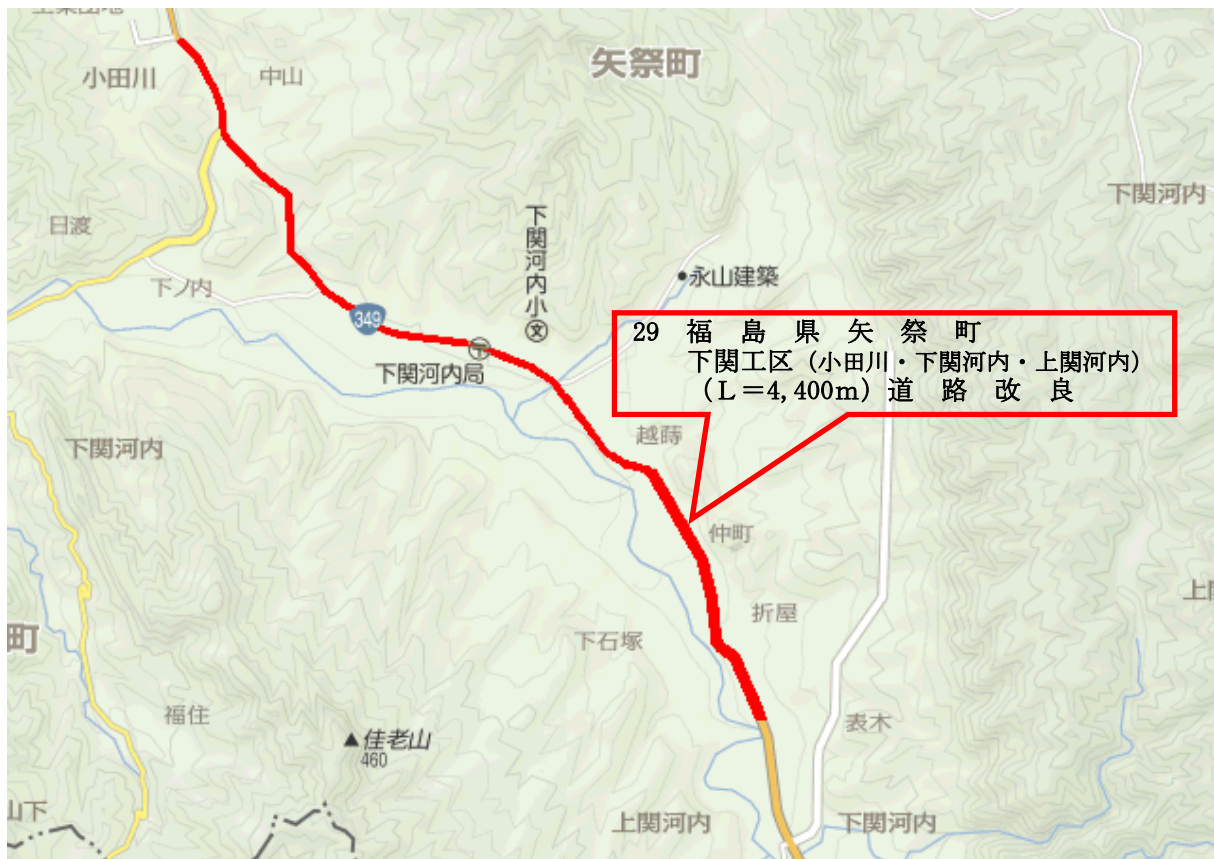 小田川
中山
矢祭町
下関河内
日渡
下ノ内
下関河内小
文
永山建築
349
下関河内局
29 福島県矢祭町
下関工区（小田川・下関河内・上関河内）
（L＝4,400m）道路改良
下関河内
越蒔
仲町
折屋
下石塚
町
福住
▲佳老山
460
表木
山下
上関河内
下関河内